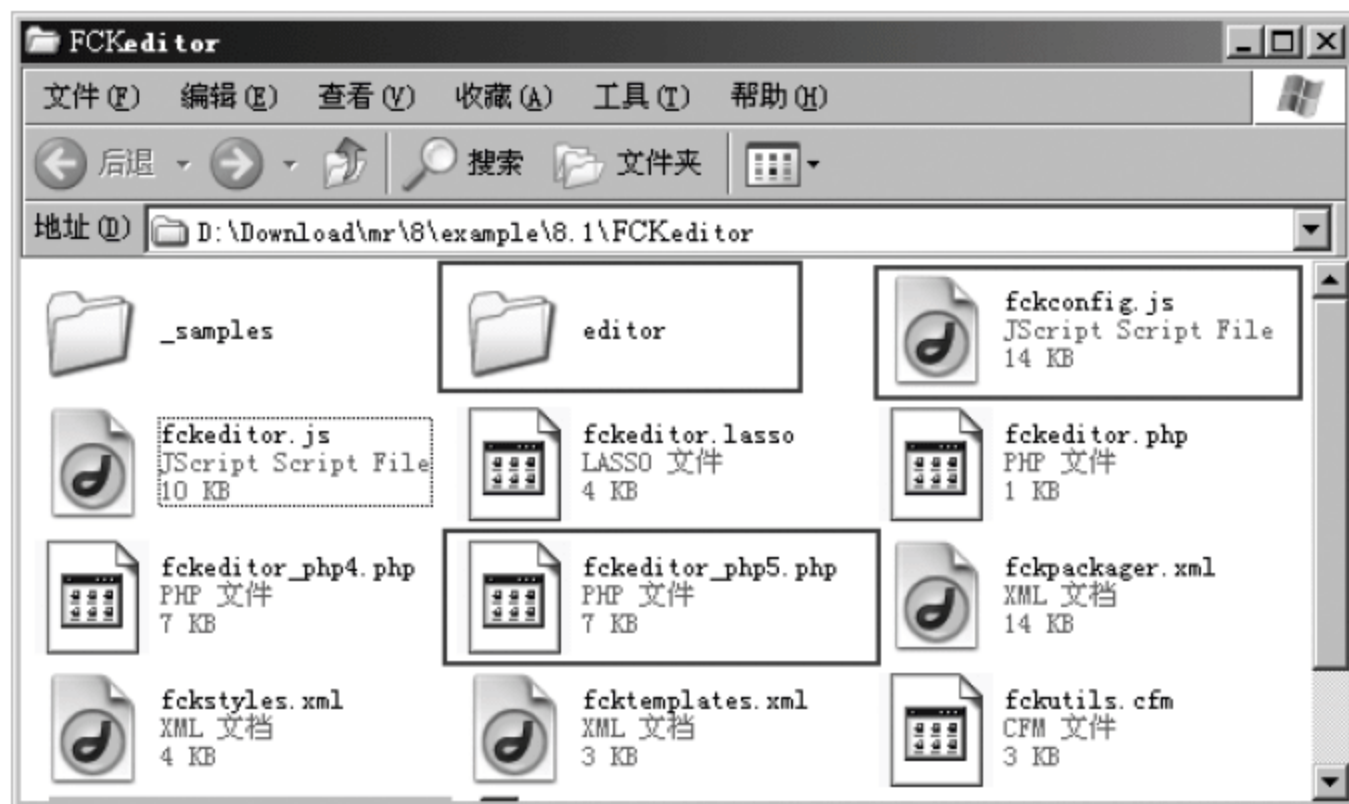 FCKeditor
文件(F) 编辑(E) 查看(V) 收藏(A) 工具(T) 帮助(H)
后退 搜索 文件夹
地址(D) D:\Download\mr\8\example\8.1\FCKeditor
_samples
editor
fckconfig.js
JScript Script File
14 KB
fckeditor.js
JScript Script File
10 KB
fckeditor.lasso
LASSO 文件
4 KB
fckeditor.php
PHP 文件
1 KB
fckeditor_php4.php
PHP 文件
7 KB
fckeditor_php5.php
PHP 文件
7 KB
fckpackager.xml
XML 文档
14 KB
fckstyles.xml
XML 文档
4 KB
fcktemplates.xml
XML 文档
3 KB
fckutils.cfm
CFM 文件
3 KB